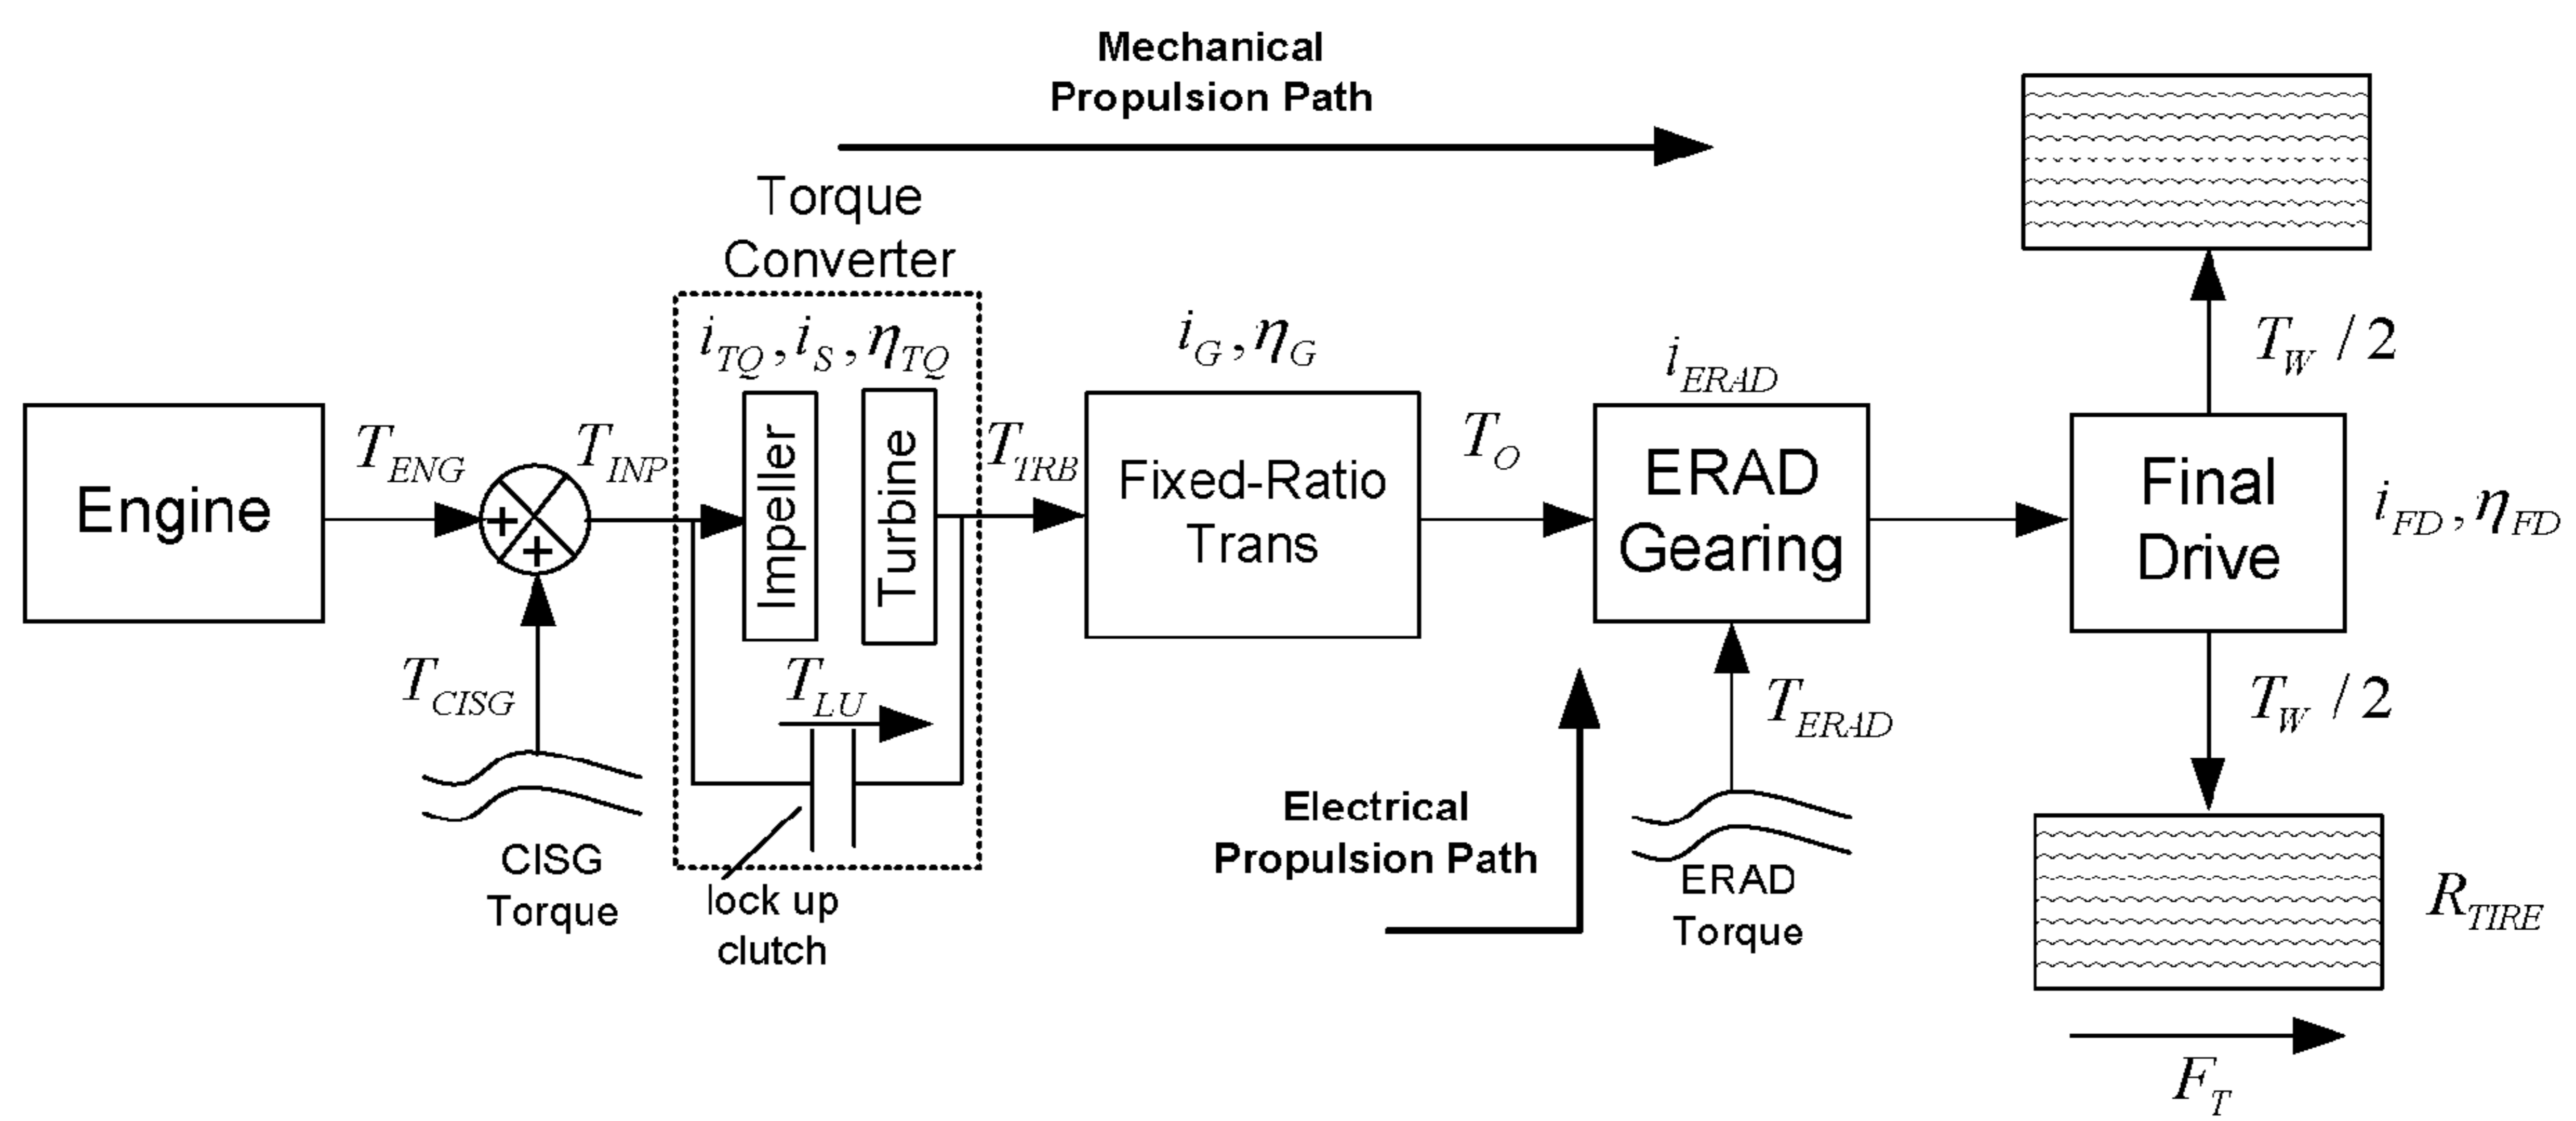 Mechanical
Propulsion Path
Torque
Converter
i_TQ, i_S, η_TQ
i_G, η_G
i_ERAD
T_W / 2
Engine
T_ENG
T_INP
+
+
Impeller
Turbine
T_TRB
Fixed-Ratio
Trans
T_O
ERAD
Gearing
Final
Drive
i_FD, η_FD
T_CISG
T_LU
T_ERAD
T_W / 2
CISG
Torque
lock up
clutch
Electrical
Propulsion Path
ERAD
Torque
R_TIRE
F_T